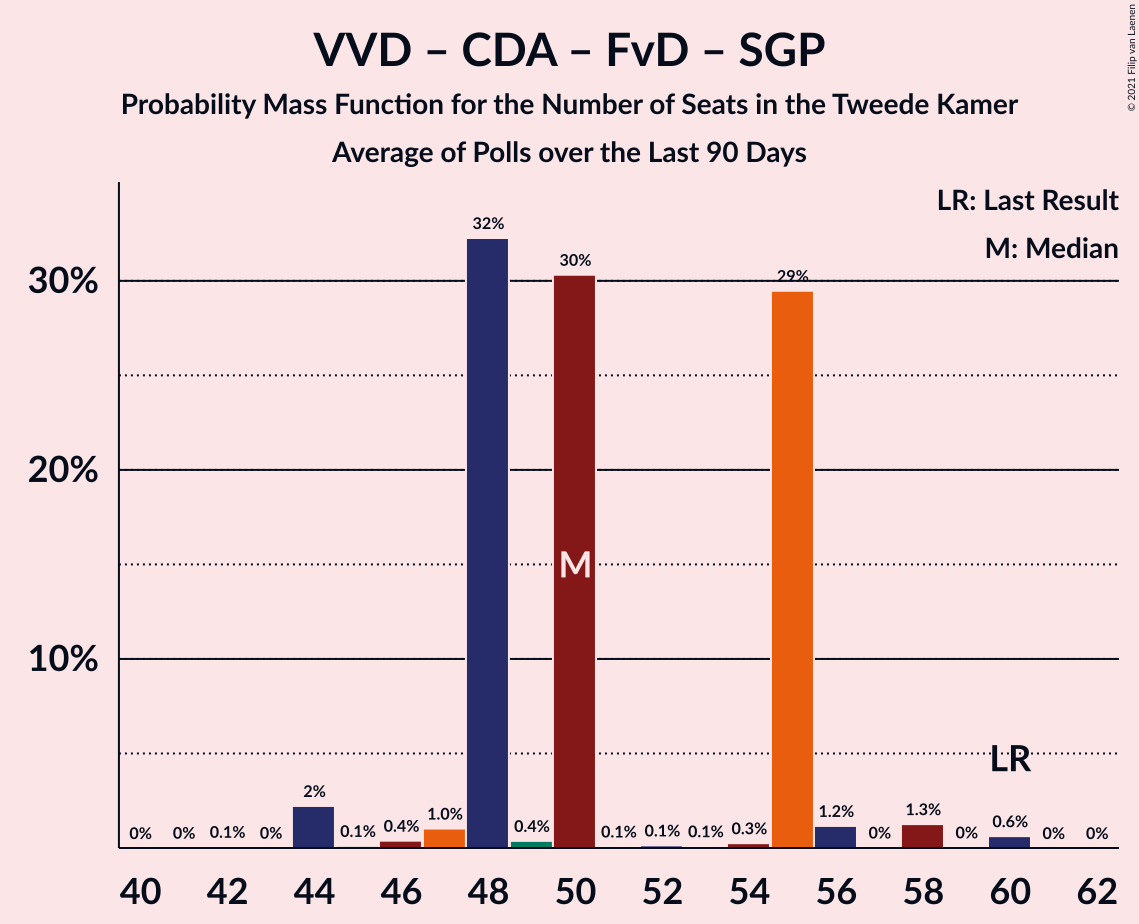 VVD – CDA – FvD – SGP
Probability Mass Function for the Number of Seats in the Tweede Kamer
Average of Polls over the Last 90 Days
© 2021 Filip van Laenen
LR: Last Result
M: Median
30%
20%
10%
0%
0%
0.1%
0%
2%
0.1%
0.4%
1.0%
32%
0.4%
30%
0.1%
0.1%
0.1%
0.3%
29%
1.2%
0%
1.3%
0%
0.6%
0%
0%
M
LR
40 42 44 46 48 50 52 54 56 58 60 62